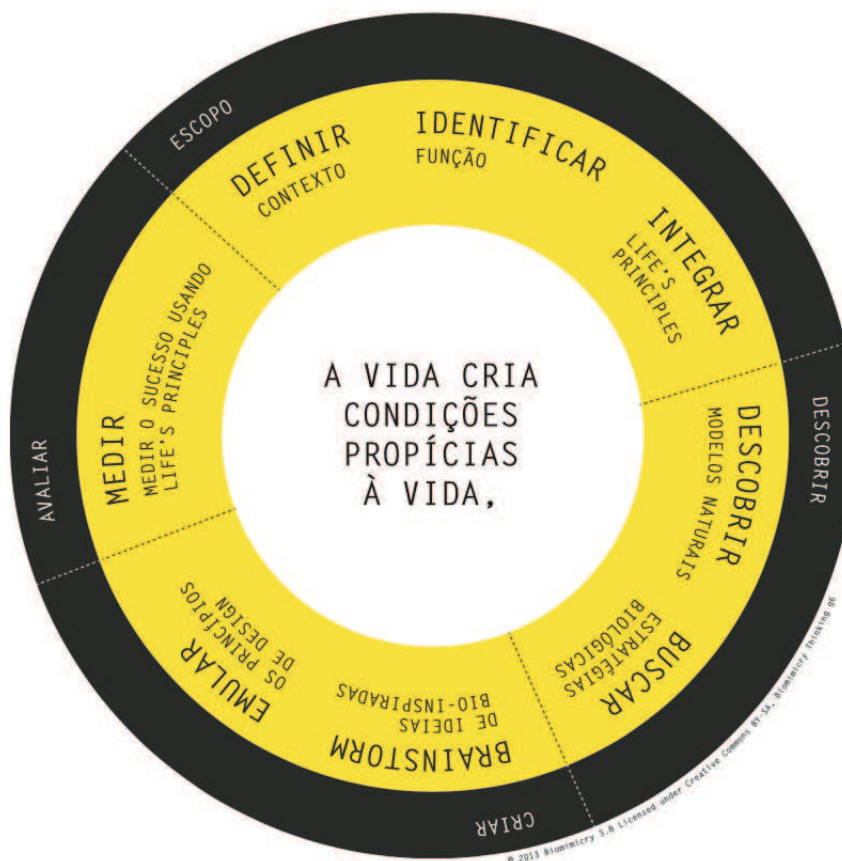 ESCOPO
DEFINIR
CONTEXTO
IDENTIFICAR
FUNÇÃO
INTEGRAR
LIFE'S
PRINCIPLES
DESCOBRIR
DESCOBRIR
MODELOS NATURAIS
BUSCAR
ESTRATÉGIAS
BIOLÓGICAS
CRIAR
BRAINSTORM
DE IDEIAS
BIO-INSPIRADAS
EMULAR
OS PRINCÍPIOS
DE DESIGN
AVALIAR
MEDIR
MEDIR O SUCESSO USANDO
LIFE'S PRINCIPLES
A VIDA CRIA
CONDIÇÕES
PROPÍCIAS
À VIDA,
© 2013 Biomimicry 3.8 Licensed under Creative Commons BY-SA, Biomimicry Thinking g6